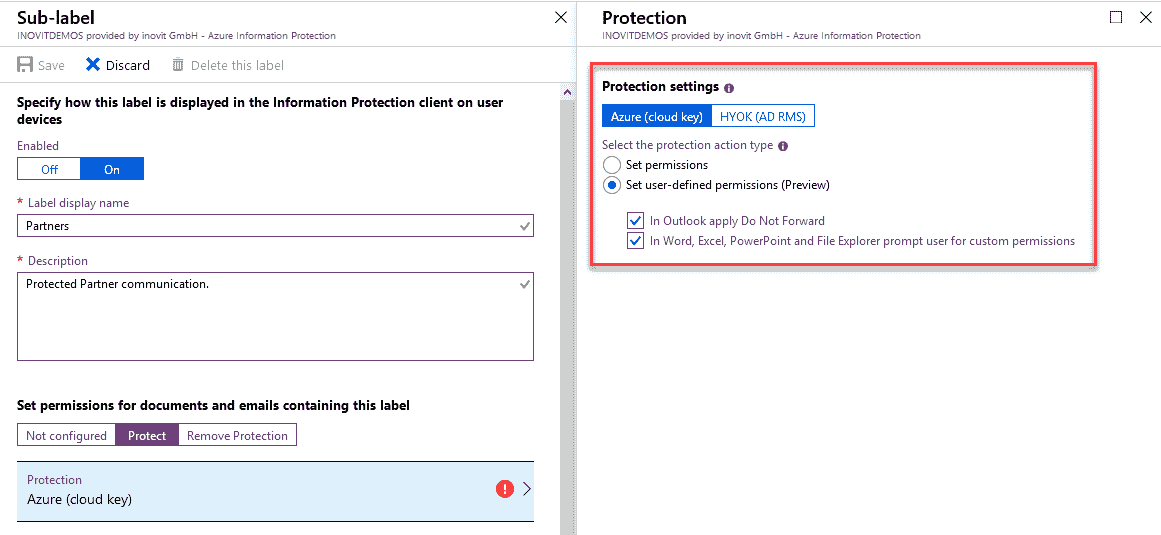 Sub-label
INOVITDEMOS provided by inovit GmbH - Azure Information Protection
Save Discard Delete this label
Specify how this label is displayed in the Information Protection client on user
devices
Enabled
Off On
* Label display name
Partners
* Description
Protected Partner communication.
Set permissions for documents and emails containing this label
Not configured Protect Remove Protection
Protection
Azure (cloud key)
Protection
INOVITDEMOS provided by inovit GmbH - Azure Information Protection
Protection settings
Azure (cloud key) HYOK (AD RMS)
Select the protection action type
Set permissions
Set user-defined permissions (Preview)
In Outlook apply Do Not Forward
In Word, Excel, PowerPoint and File Explorer prompt user for custom permissions